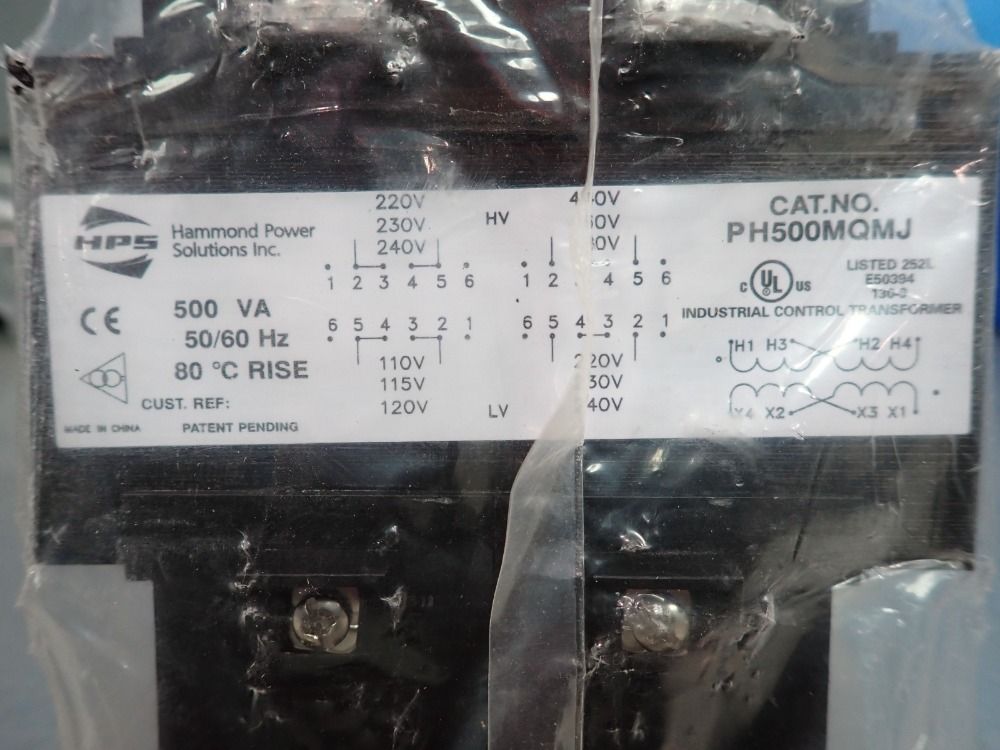 HPS
Hammond Power
Solutions Inc.
CE
500 VA
50/60 Hz
80 °C RISE
CUST. REF:
MADE IN CHINA
PATENT PENDING
220V
230V
240V
HV
1 2 3 4 5 6
1 2 4 5 6
6 5 4 3 2 1
6 5 4 3 2 1
110V
115V
120V
LV
CAT.NO.
PH500MQMJ
C UL US
LISTED
E50394
INDUSTRIAL CONTROL TRANSFORMER
H1 H3 H2 H4
X4 X2 X3 X1